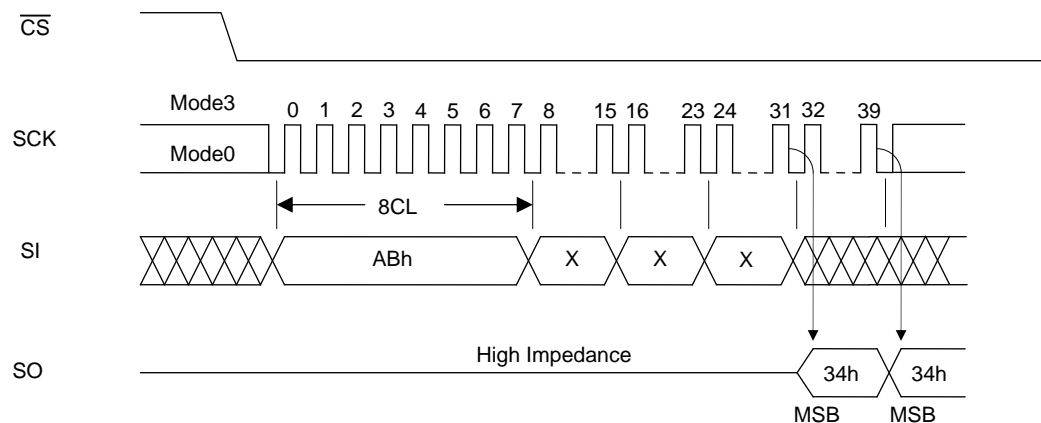 CS
Mode3
0 1 2 3 4 5 6 7 8 15 16 23 24 31 32 39
SCK
Mode0
8CL
SI
ABh X X X
High Impedance
SO
34h 34h
MSB MSB